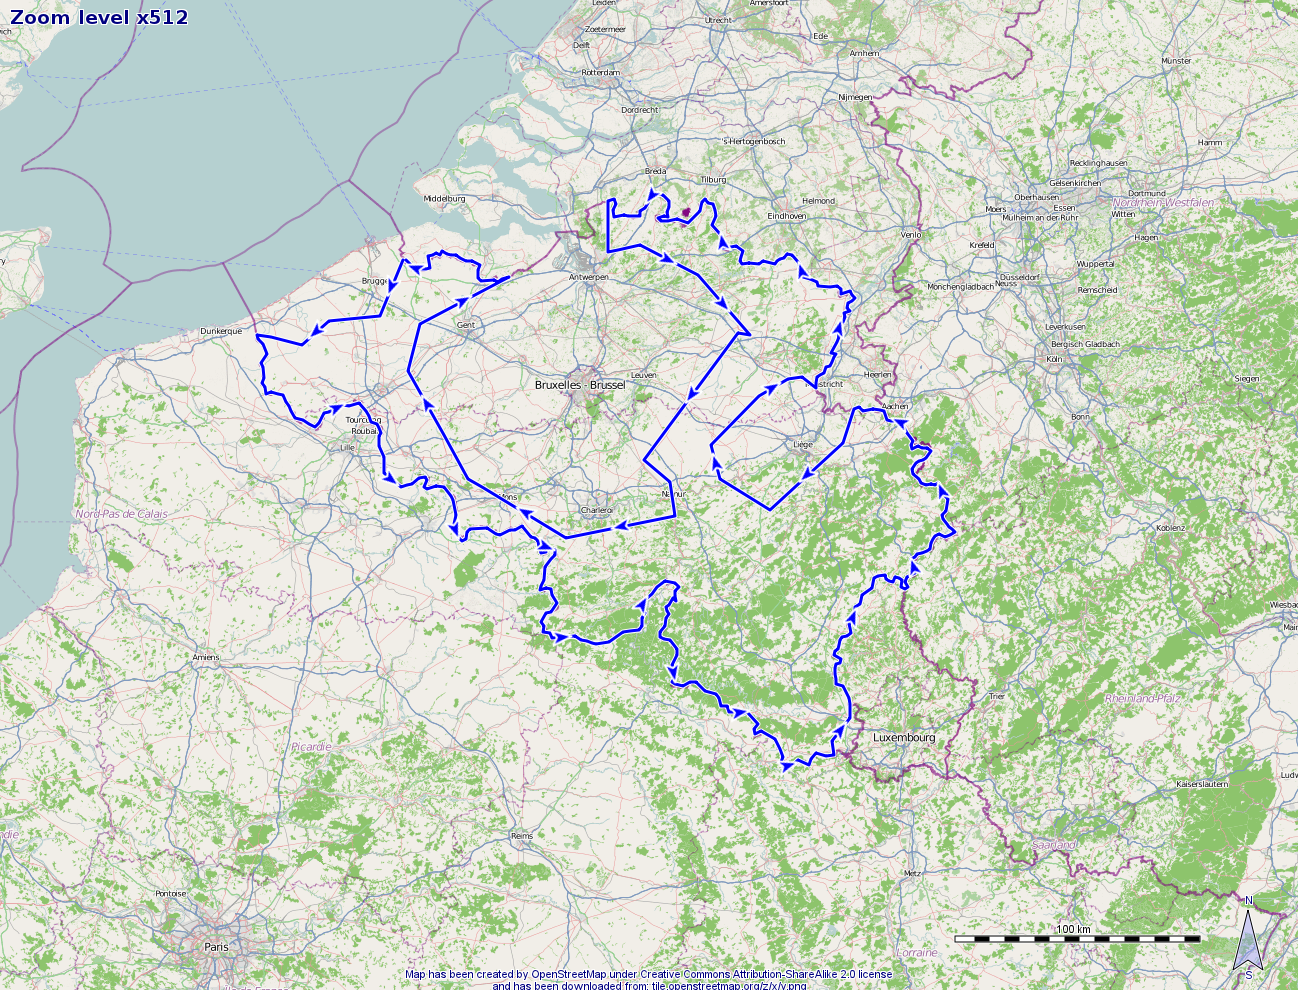 Zoom level x512
Leiden
Amersfoort
Utrecht
Zoetermeer
Ede
Delft
Arnhem
Münster
Rotterdam
Nijmegen
Dordrecht
's-Hertogenbosch
Hamm
Recklinghausen
Breda
Tilburg
Gelsenkirchen
Dortmund
Middelburg
Helmond
Oberhausen
Nordrhein-Westfalen
Moers
Essen
Eindhoven
Mülheim an der Ruhr
Witten
Venlo
Hagen
Krefeld
Wuppertal
Antwerpen
Düsseldorf
Brugge
Mönchengladbach
Neuss
Remscheid
Gent
Leverkusen
Dunkerque
Bergisch Gladbach
Köln
Leuven
Heerlen
Siegen
Bruxelles - Brussel
Aachen
Bonn
Tourcoing
Roubaix
Lille
Liège
Mons
Namur
Charleroi
Nord-Pas de Calais
Koblenz
Amiens
Trier
Rheinland-Pfalz
Luxembourg
Picardie
Kaiserslautern
Reims
Saarland
Metz
Pontoise
N
100 km
Paris
Lorraine
S
Map has been created by OpenStreetMap under Creative Commons Attribution-ShareAlike 2.0 license
and has been downloaded from: tile.openstreetmap.org/z/x/y.png